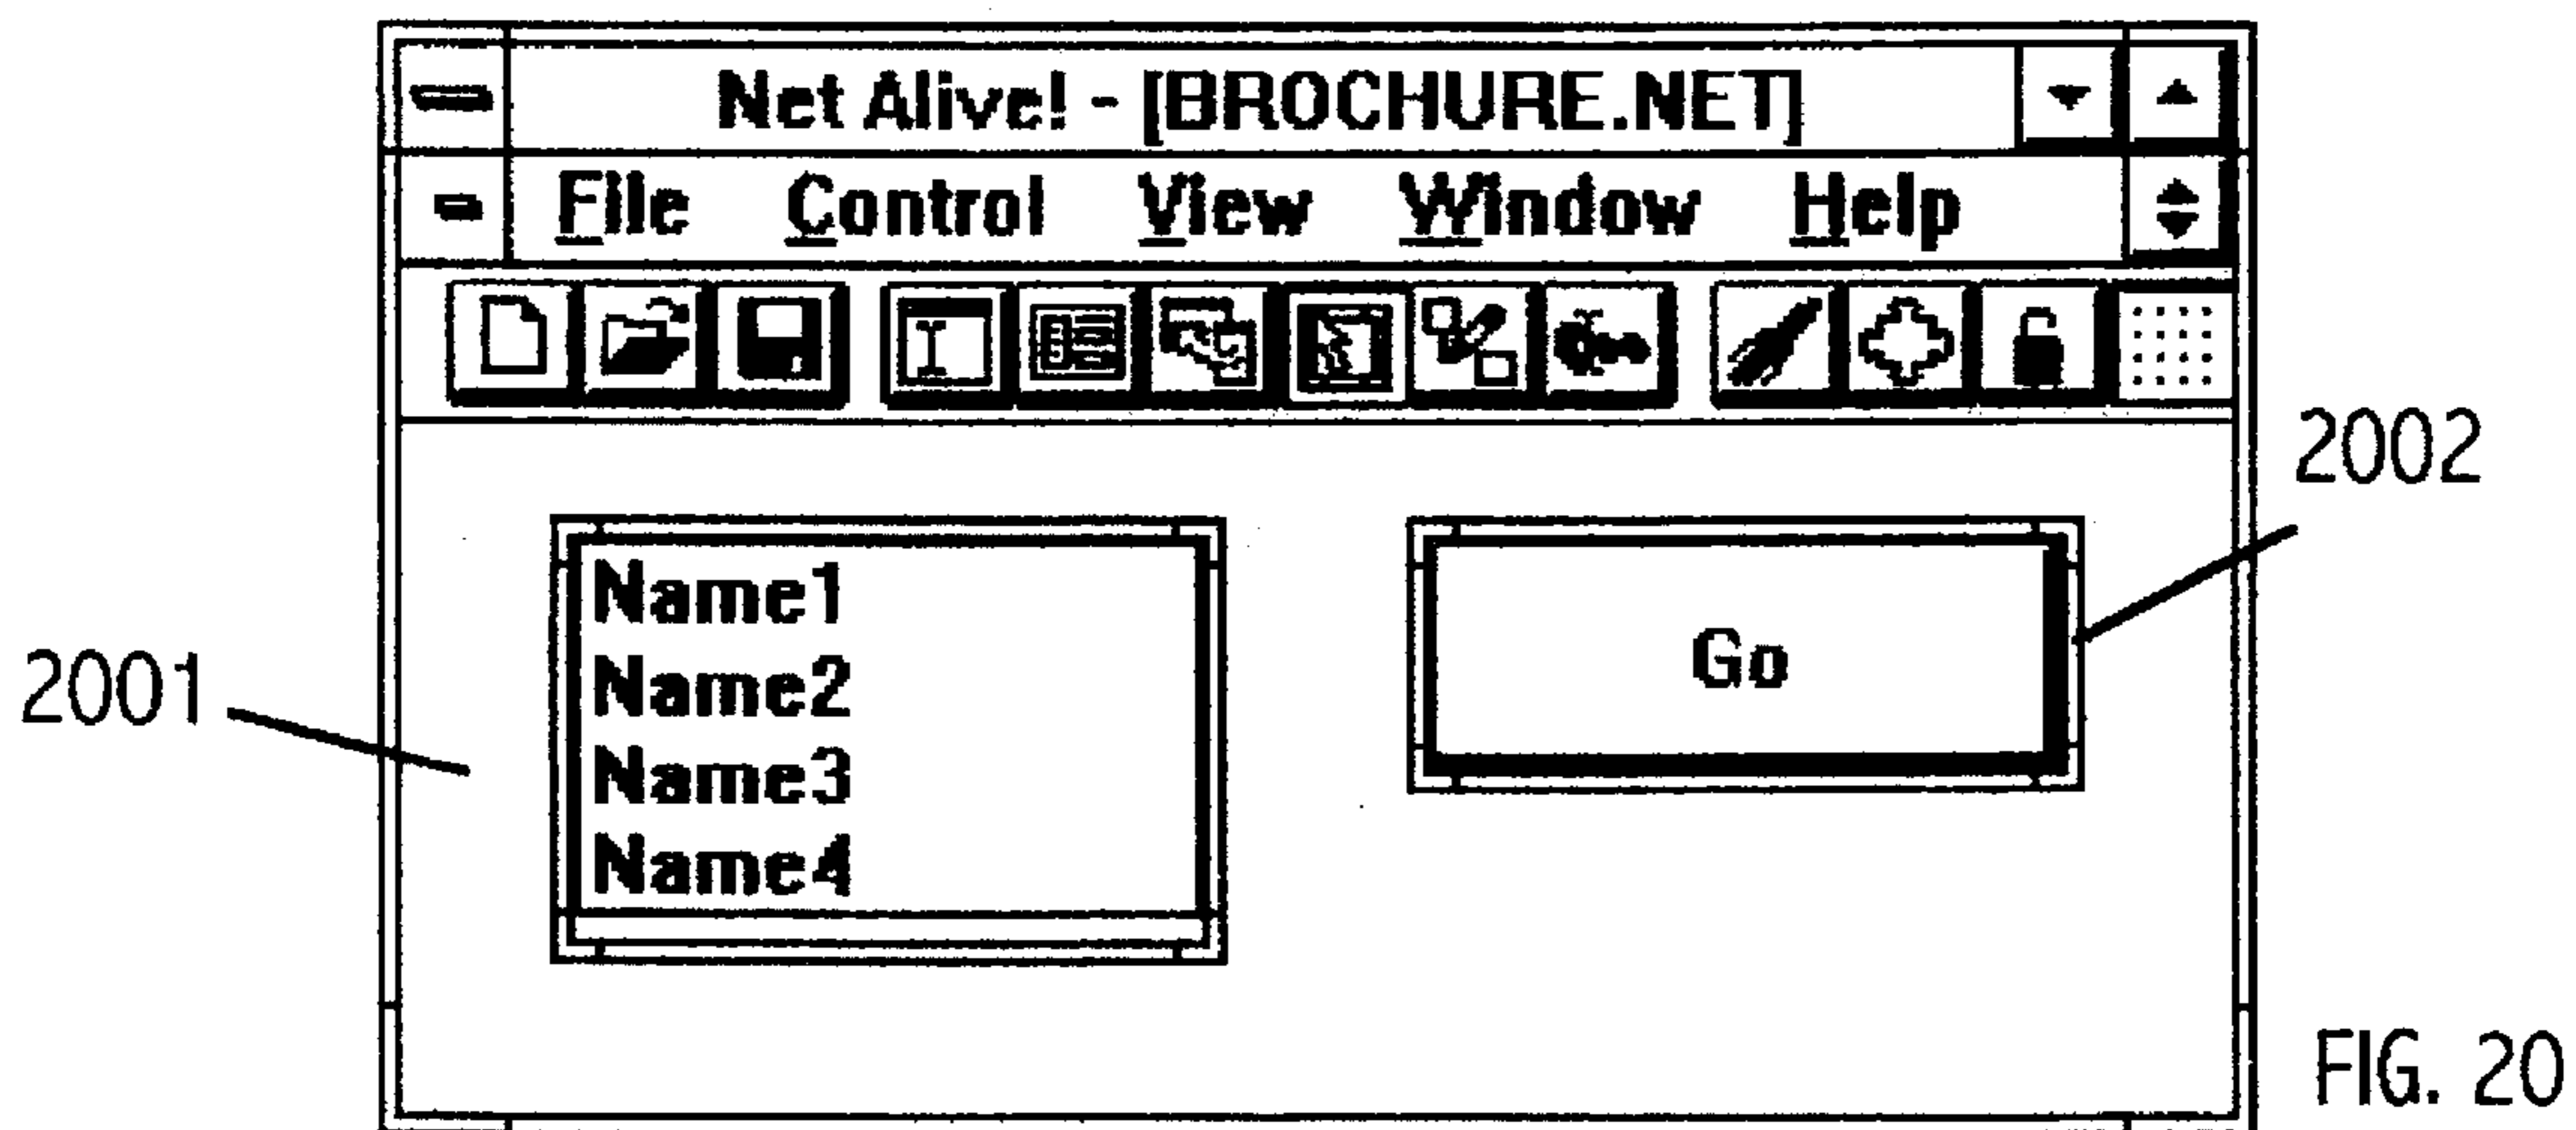 Net Alive! - [BROCHURE.NET]
File Control View Window Help
2002
Name1
Name2
Name3
Name4
Go
2001
FIG. 20